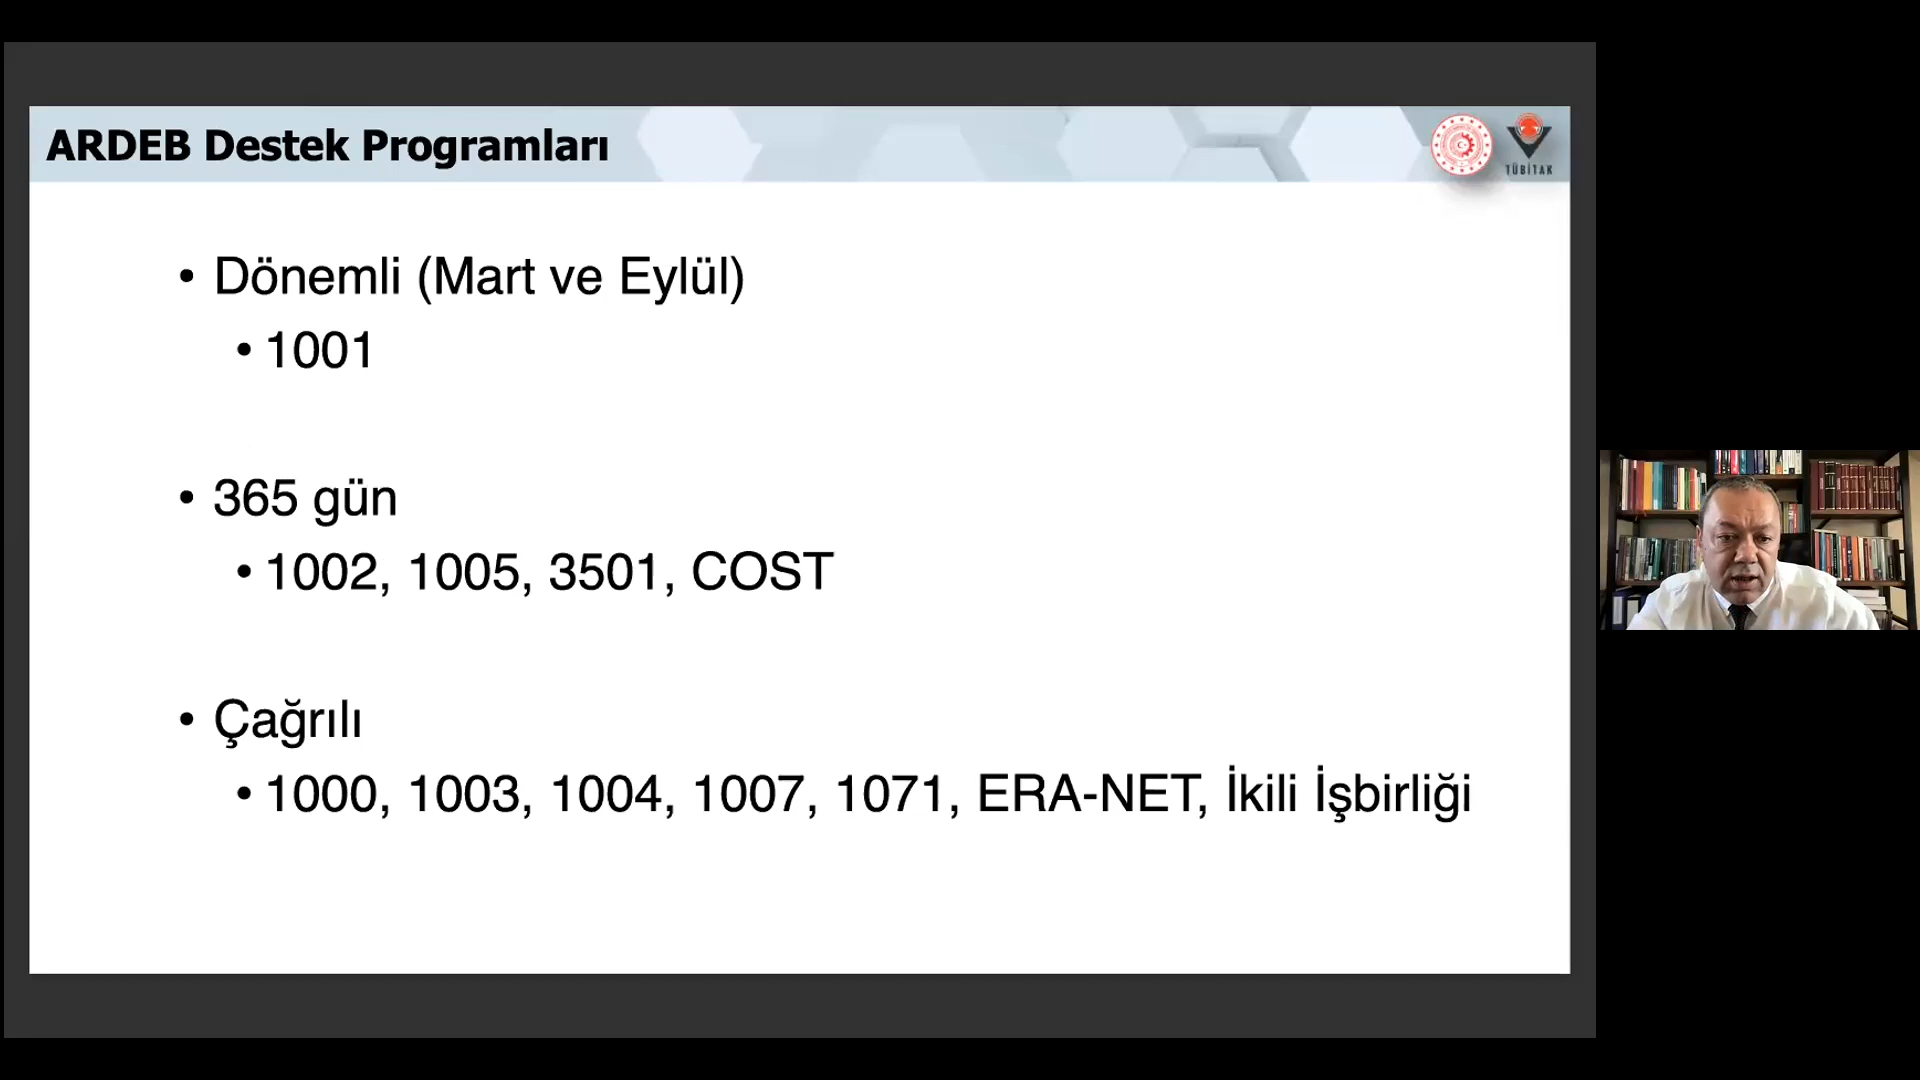 ARDEB Destek Programları
TÜBİTAK
• Dönemli (Mart ve Eylül)
• 1001
• 365 gün
• 1002, 1005, 3501, COST
• Çağrılı
• 1000, 1003, 1004, 1007, 1071, ERA-NET, İkili İşbirliği